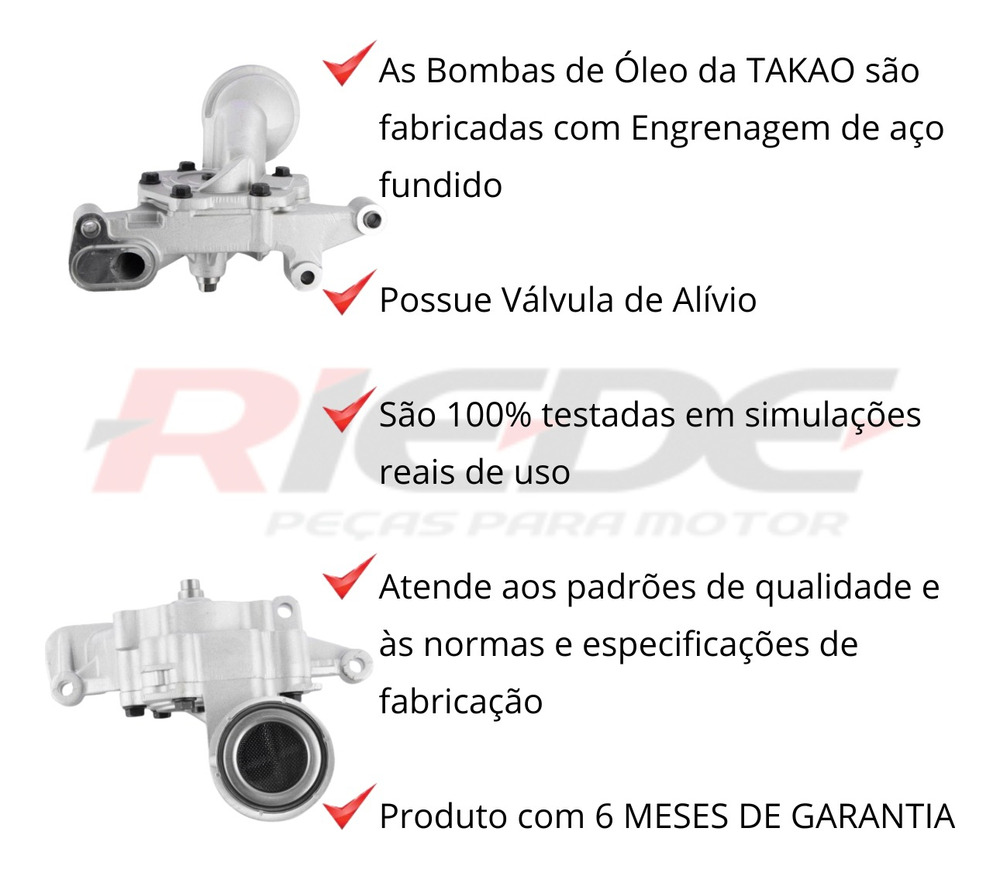 As Bombas de Óleo da TAKAO são
fabricadas com Engrenagem de aço
fundido
Possue Válvula de Alívio
RIEDE
São 100% testadas em simulações
reais de uso
PEÇAS PARA MOTOR
Atende aos padrões de qualidade e
às normas e especificações de
fabricação
Produto com 6 MESES DE GARANTIA